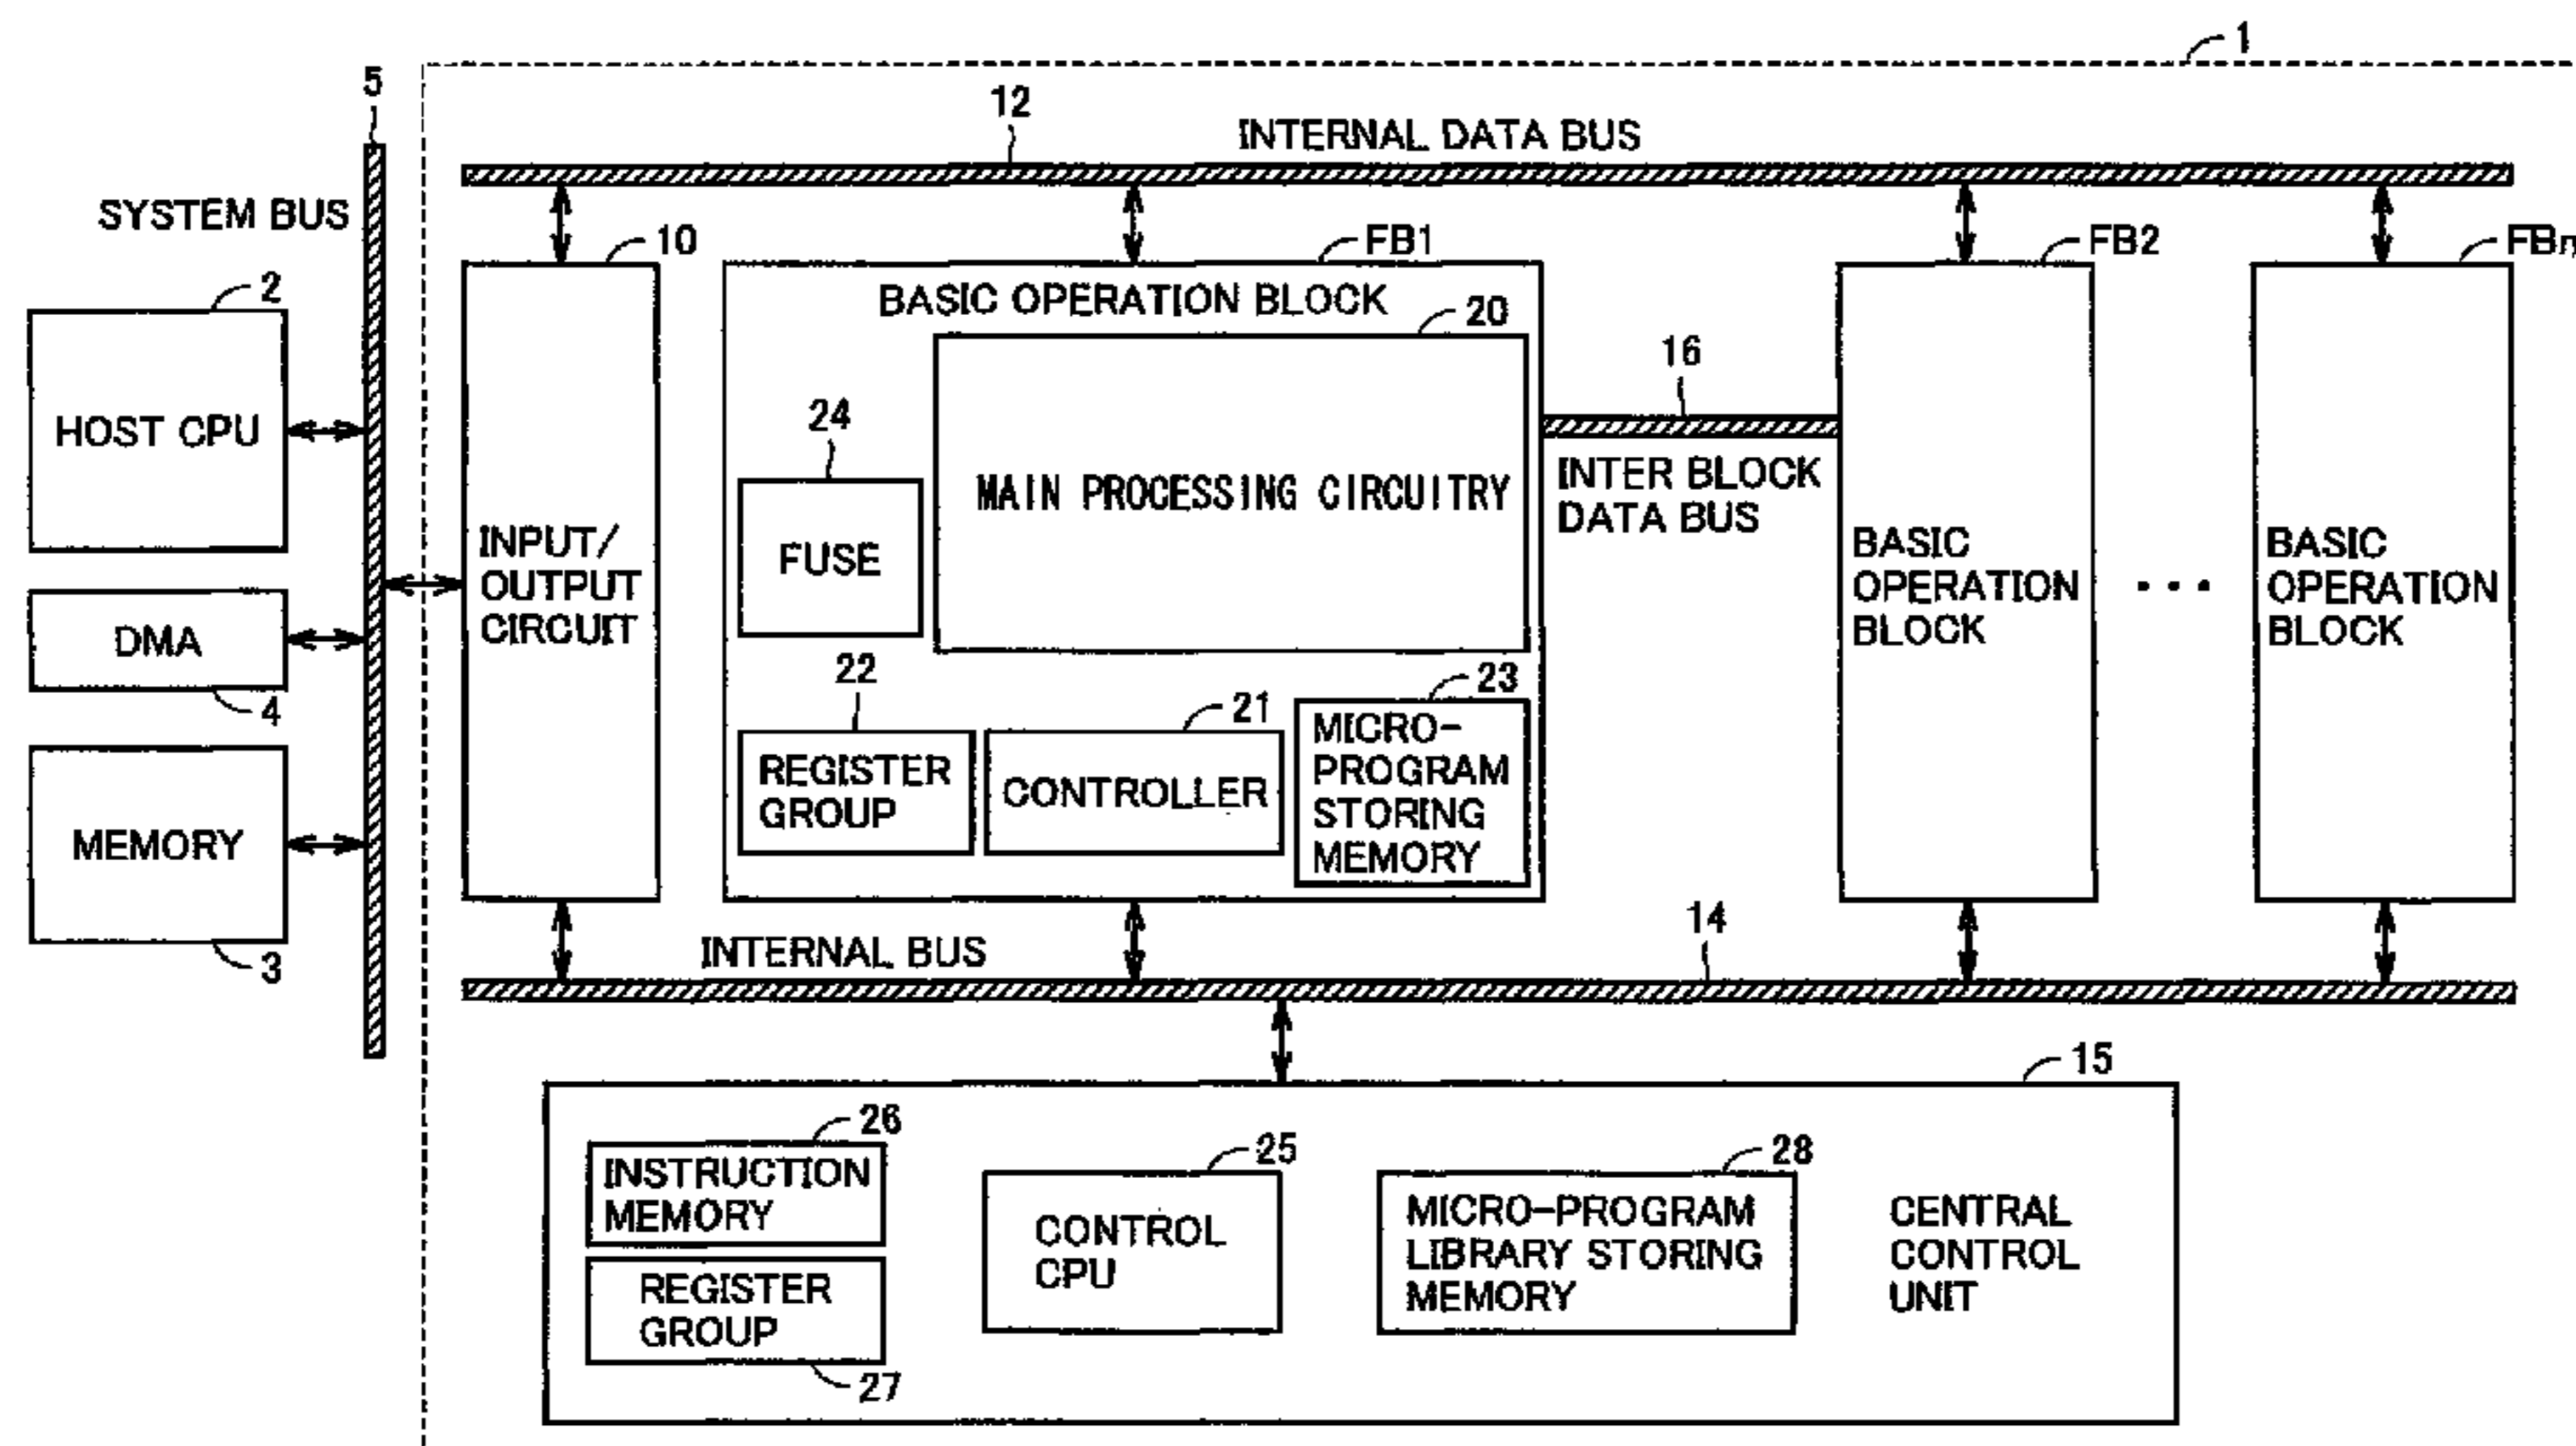 1
5
12
INTERNAL DATA BUS
SYSTEM BUS
10
FB1
FB2
FBn
2
HOST CPU
DMA
4
MEMORY
3
INPUT/
OUTPUT
CIRCUIT
BASIC OPERATION BLOCK
20
MAIN PROCESSING CIRCUITRY
24
FUSE
22
REGISTER
GROUP
21
CONTROLLER
23
MICRO-
PROGRAM
STORING
MEMORY
16
INTER BLOCK
DATA BUS
BASIC
OPERATION
BLOCK
• • •
BASIC
OPERATION
BLOCK
INTERNAL BUS
14
15
26
INSTRUCTION
MEMORY
REGISTER
GROUP
27
25
CONTROL
CPU
28
MICRO-PROGRAM
LIBRARY STORING
MEMORY
CENTRAL
CONTROL
UNIT